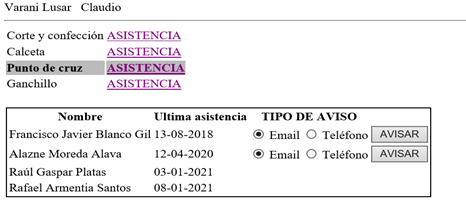 Varani Lusar Claudio
Corte y confección ASISTENCIA
Calceta ASISTENCIA
Punto de cruz ASISTENCIA
Ganchillo ASISTENCIA
Nombre Ultima asistencia TIPO DE AVISO
Francisco Javier Blanco Gil 13-08-2018 Email Teléfono AVISAR
Alazne Moreda Alava 12-04-2020 Email Teléfono AVISAR
Raúl Gaspar Platas 03-01-2021
Rafael Armentia Santos 08-01-2021